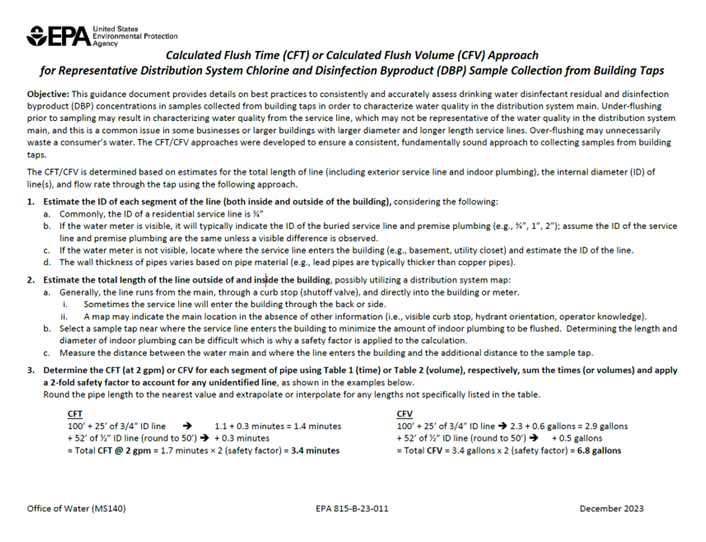 EPA United States
Environmental Protection
Agency
Calculated Flush Time (CFT) or Calculated Flush Volume (CFV) Approach
for Representative Distribution System Chlorine and Disinfection Byproduct (DBP) Sample Collection from Building Taps
Objective: This guidance document provides details on best practices to consistently and accurately assess drinking water disinfectant residual and disinfection
byproduct (DBP) concentrations in samples collected from building taps in order to characterize water quality in the distribution system main. Under-flushing
prior to sampling may result in characterizing water quality from the service line, which may not be representative of the water quality in the distribution system
main, and this is a common issue in some businesses or larger buildings with larger diameter and longer length service lines. Over-flushing may unnecessarily
waste a consumer's water. The CFT/CFV approaches were developed to ensure a consistent, fundamentally sound approach to collecting samples from building
taps.
The CFT/CFV is determined based on estimates for the total length of line (including exterior service line and indoor plumbing), the internal diameter (ID) of
line(s), and flow rate through the tap using the following approach.
1. Estimate the ID of each segment of the line (both inside and outside of the building), considering the following:
a. Commonly, the ID of a residential service line is ¾"
b. If the water meter is visible, it will typically indicate the ID of the buried service line and premise plumbing (e.g., ¾", 1", 2"); assume the ID of the service
line and premise plumbing are the same unless a visible difference is observed.
c. If the water meter is not visible, locate where the service line enters the building (e.g., basement, utility closet) and estimate the ID of the line.
d. The wall thickness of pipes varies based on pipe material (e.g., lead pipes are typically thicker than copper pipes).
2. Estimate the total length of the line outside of and inside the building, possibly utilizing a distribution system map:
a. Generally, the line runs from the main, through a curb stop (shutoff valve), and directly into the building or meter.
i. Sometimes the service line will enter the building through the back or side.
ii. A map may indicate the main location in the absence of other information (i.e., visible curb stop, hydrant orientation, operator knowledge).
b. Select a sample tap near where the service line enters the building to minimize the amount of indoor plumbing to be flushed. Determining the length and
diameter of indoor plumbing can be difficult which is why a safety factor is applied to the calculation.
c. Measure the distance between the water main and where the line enters the building and the additional distance to the sample tap.
3. Determine the CFT (at 2 gpm) or CFV for each segment of pipe using Table 1 (time) or Table 2 (volume), respectively, sum the times (or volumes) and apply
a 2-fold safety factor to account for any unidentified line, as shown in the examples below.
Round the pipe length to the nearest value and extrapolate or interpolate for any lengths not specifically listed in the table.
CFT
100' + 25' of 3/4" ID line ➔ 1.1 + 0.3 minutes = 1.4 minutes
+ 52' of ½" ID line (round to 50') ➔ + 0.3 minutes
= Total CFT @ 2 gpm = 1.7 minutes × 2 (safety factor) = 3.4 minutes
CFV
100' + 25' of 3/4" ID line ➔ 2.3 + 0.6 gallons = 2.9 gallons
+ 52' of ½" ID line (round to 50') ➔ + 0.5 gallons
= Total CFV = 3.4 gallons x 2 (safety factor) = 6.8 gallons
Office of Water (MS140) EPA 815-B-23-011 December 2023